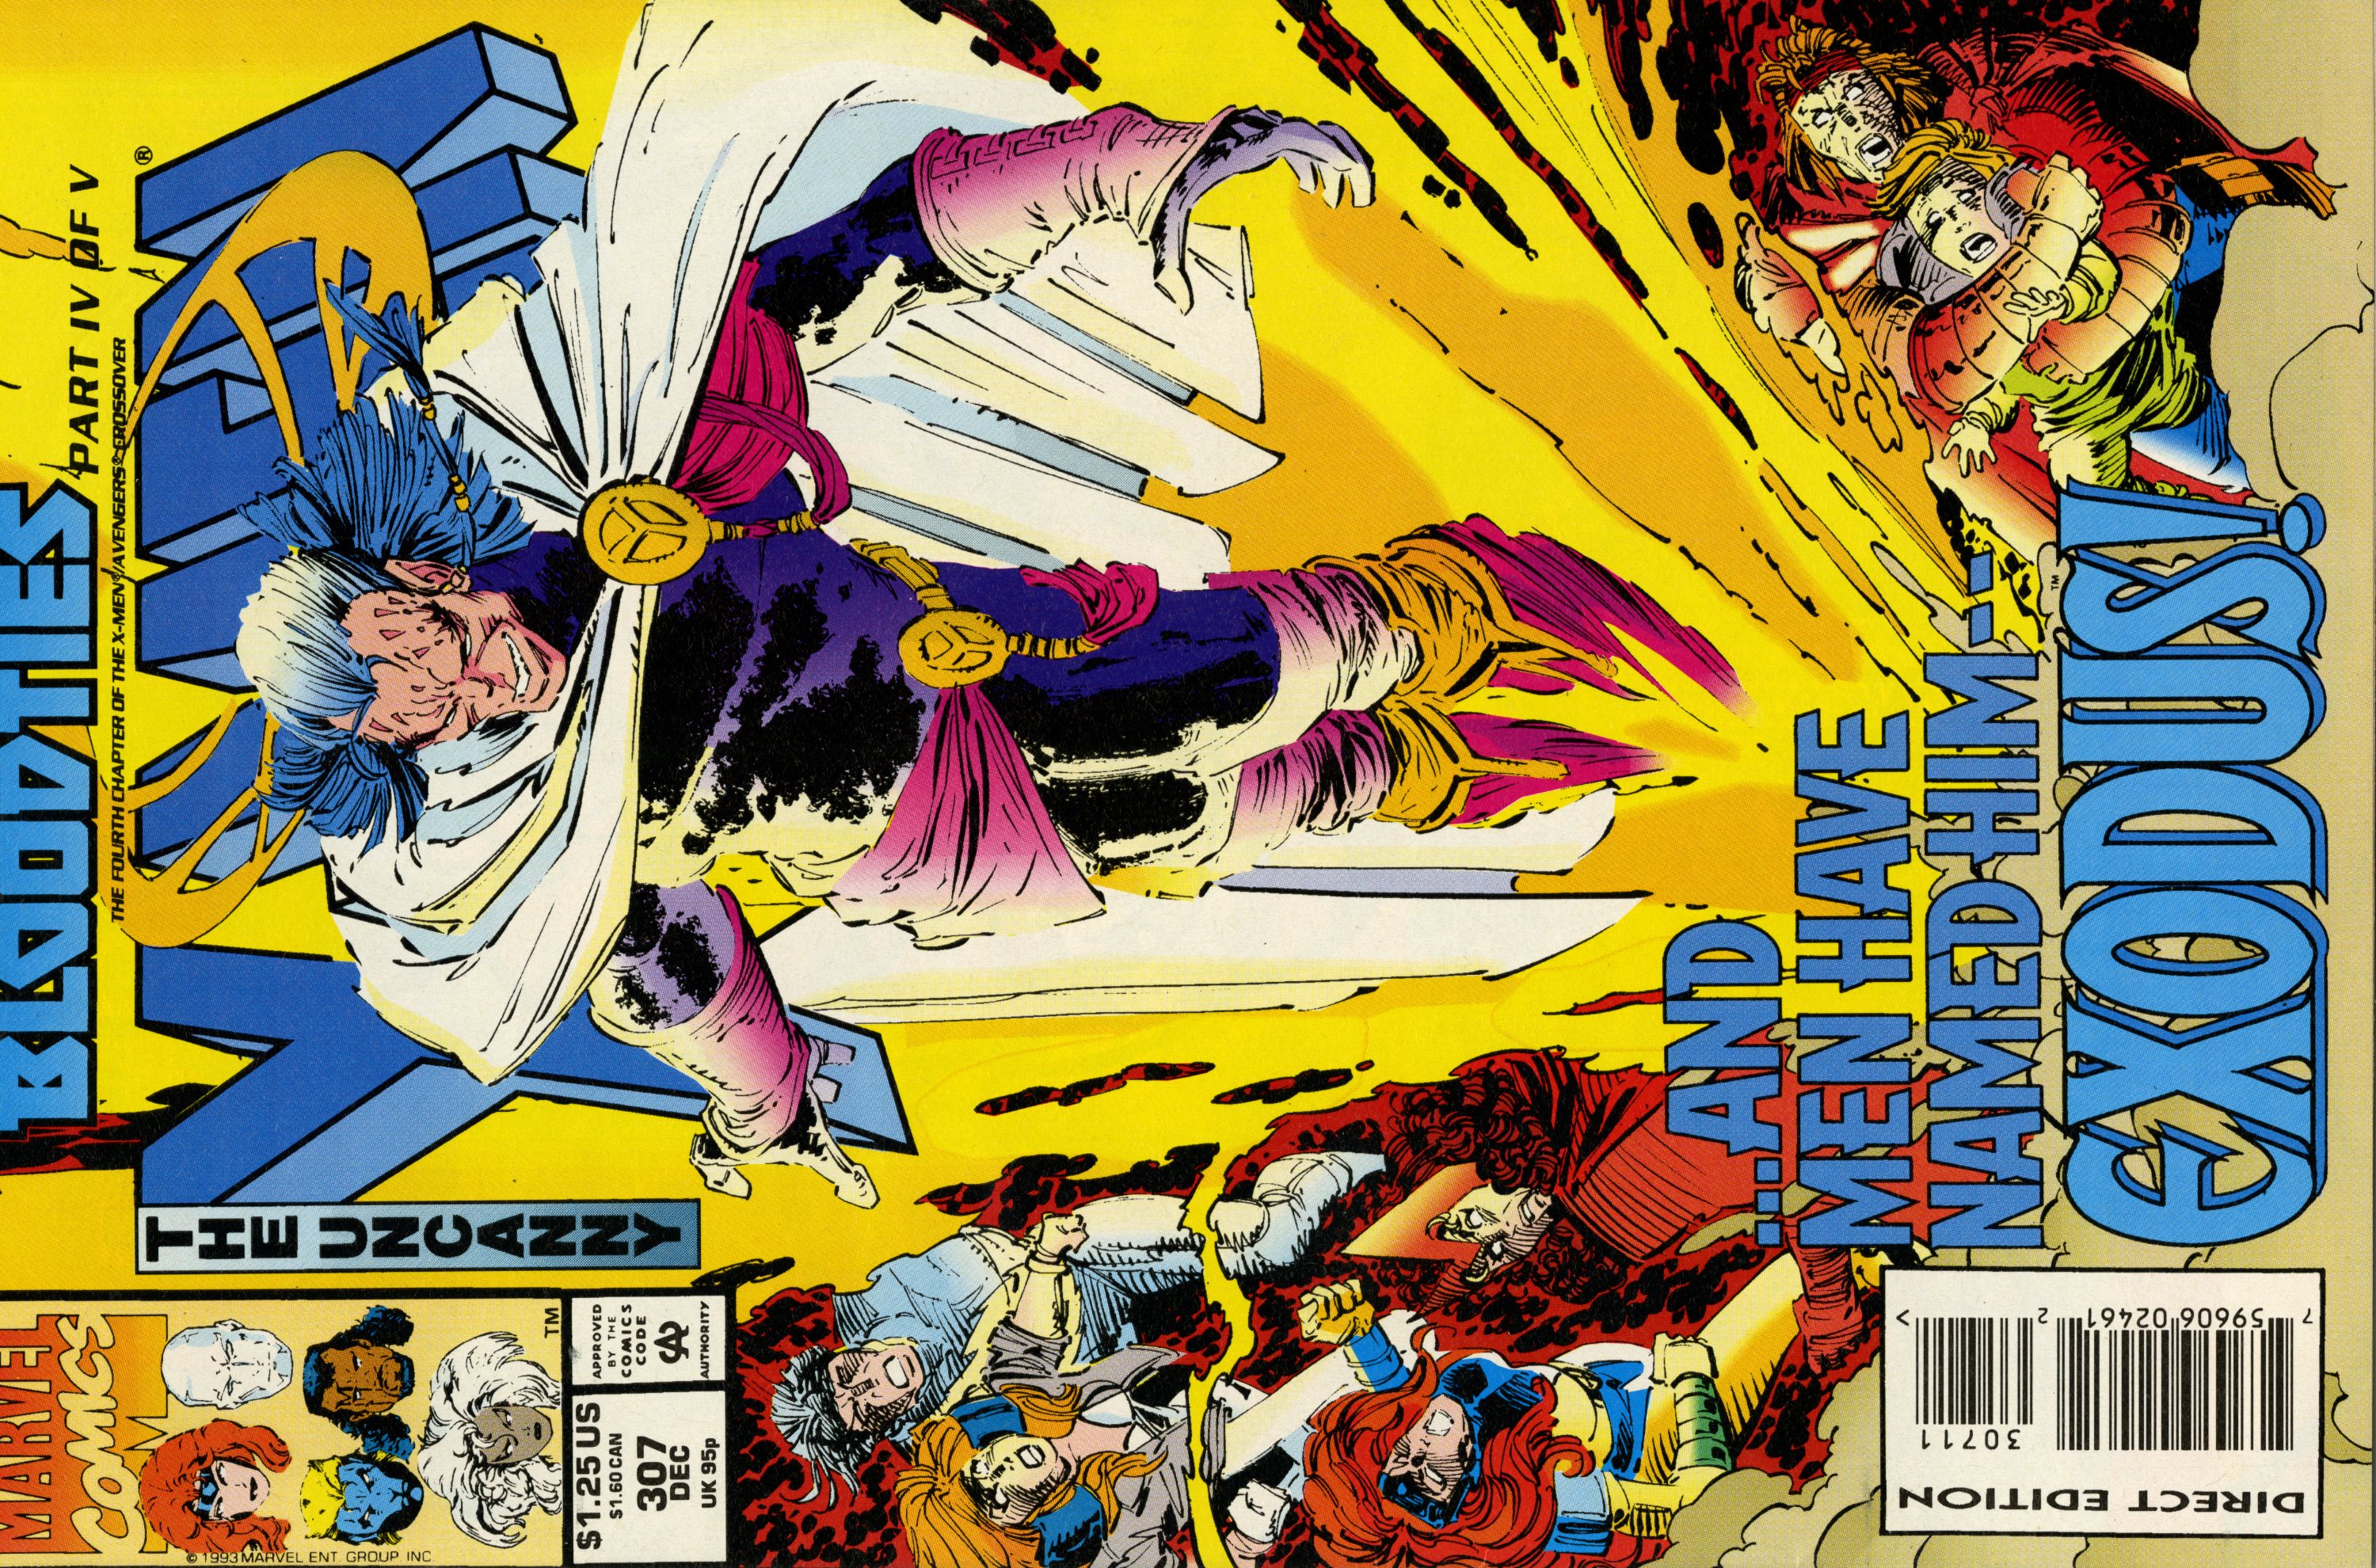 MARVEL
COMICS
M
BLOODTIES
PART IV OF V
THE FOURTH CHAPTER OF THE X-MEN®/AVENGERS® CROSSOVER
THE UNCANNY
X-MEN®
© 1993 MARVEL ENT GROUP INC
TM
$1.25 US
$1.60 CAN
307
DEC
UK 95p
APPROVED
BY THE
COMICS
CODE
CA
AUTHORITY
...AND
MEN HAVE
NAMED HIM--
EXODUS!™
DIRECT EDITION
30711
7 59606 02461 2 >